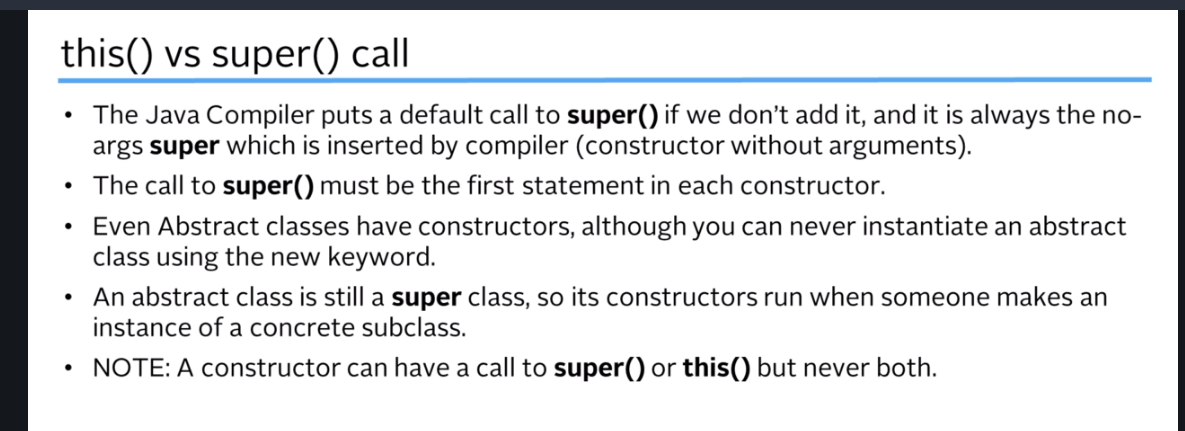 this() vs super() call
• The Java Compiler puts a default call to super() if we don't add it, and it is always the no-
args super which is inserted by compiler (constructor without arguments).
• The call to super() must be the first statement in each constructor.
• Even Abstract classes have constructors, although you can never instantiate an abstract
class using the new keyword.
• An abstract class is still a super class, so its constructors run when someone makes an
instance of a concrete subclass.
• NOTE: A constructor can have a call to super() or this() but never both.